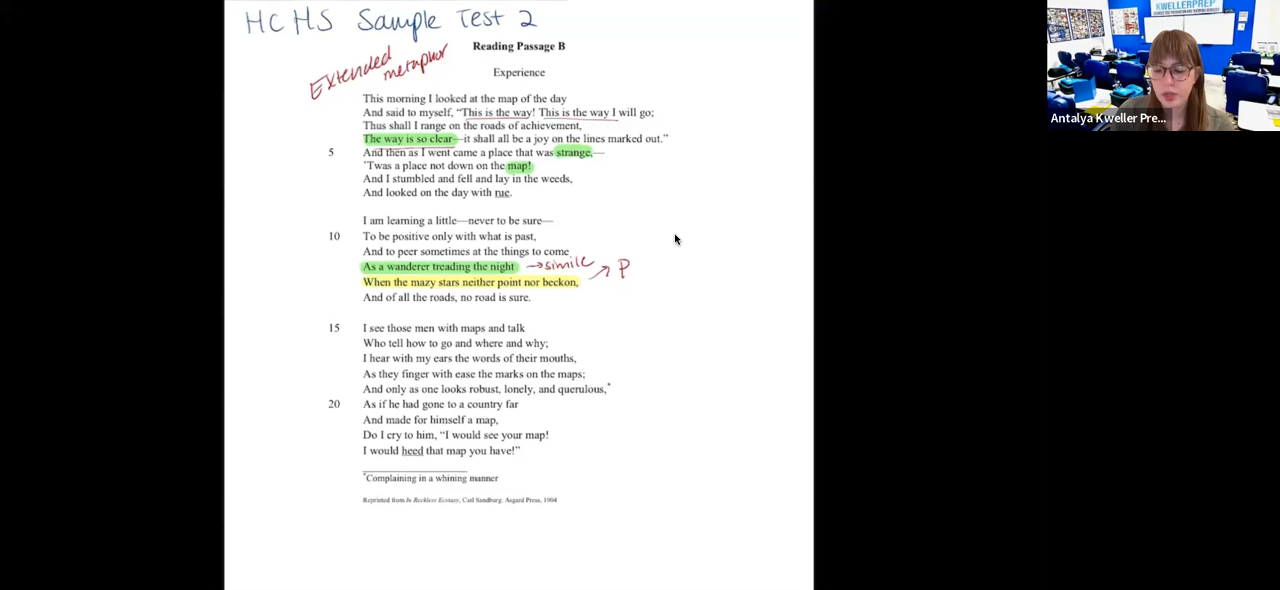 HCHS Sample Test 2
KWELLERPREP
Extended
metaphor
Reading Passage B
Experience
This morning I looked at the map of the day
And said to myself, “This is the way! This is the way I will go;
Thus shall I range on the roads of achievement,
The way is so clear—it shall all be a joy on the lines marked out.”
5 And then as I went came a place that was strange,—
’Twas a place not down on the map!
And I stumbled and fell and lay in the weeds,
And looked on the day with rue.
I am learning a little—never to be sure—
10 To be positive only with what is past,
And to peer sometimes at the things to come
As a wanderer treading the night →simile ↗ P
When the mazy stars neither point nor beckon,
And of all the roads, no road is sure.
15 I see those men with maps and talk
Who tell how to go and where and why;
I hear with my ears the words of their mouths,
As they finger with ease the marks on the maps;
And only as one looks robust, lonely, and querulous,*
20 As if he had gone to a country far
And made for himself a map,
Do I cry to him, “I would see your map!
I would heed that map you have!”
*Complaining in a whining manner
Reprinted from In Reckless Ecstasy, Carl Sandburg. Asgard Press, 1904
Antalya Kweller Pre...